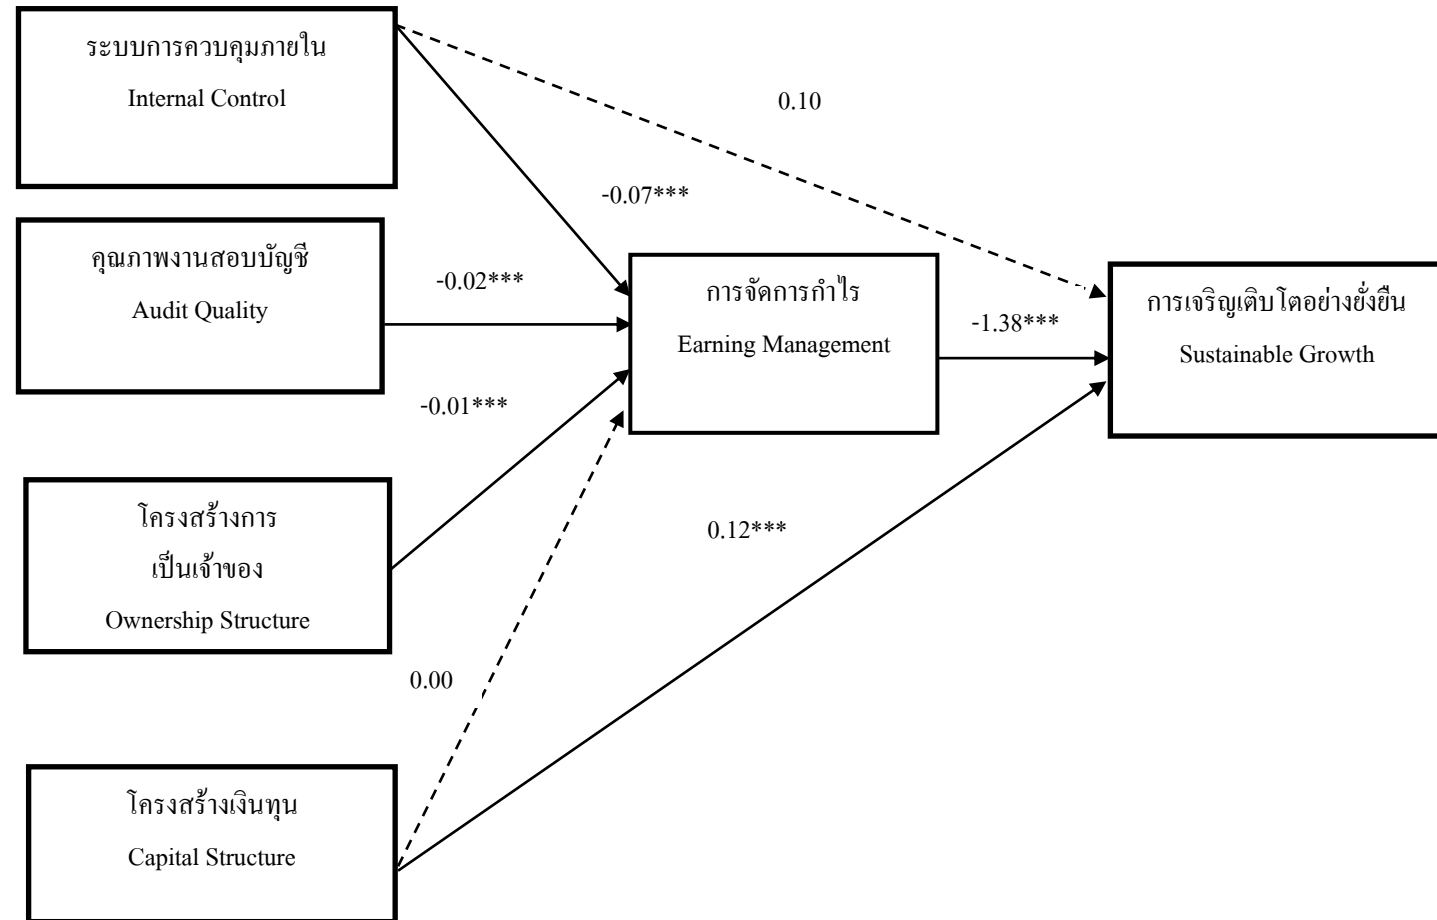 ระบบการควบคุมภายใน
Internal Control
0.10
-0.07***
คุณภาพงานสอบบัญชี
Audit Quality
-0.02***
การจัดการกำไร
Earning Management
-1.38***
การเจริญเติบโตอย่างยั่งยืน
Sustainable Growth
-0.01***
โครงสร้างการ
เป็นเจ้าของ
Ownership Structure
0.12***
0.00
โครงสร้างเงินทุน
Capital Structure